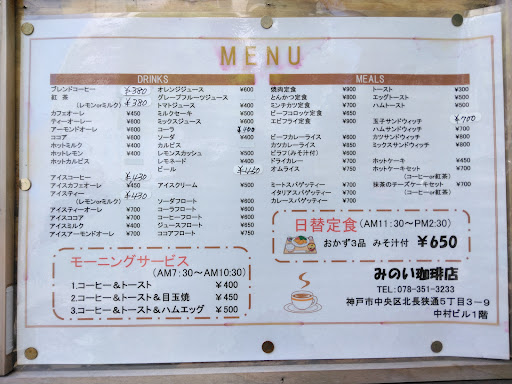 MENU
DRINKS
ブレンドコーヒー ¥380
紅 茶
(レモンorミルク) ¥380
カフェオーレ ¥450
ティーオーレ ¥450
アーモンドオーレ ¥500
ココア ¥500
ホットミルク ¥400
ホットレモン ¥400
ホットカルピス
アイスコーヒー ¥430
アイスカフェオーレ ¥450
アイスティー ¥430
(レモンorミルク)
アイスティーオーレ ¥700
アイスココア
アイスミルク
アイスアーモンドオーレ
オレンジジュース ¥600
グレープフルーツジュース
トマトジュース ¥400
ミルクセーキ ¥500
ミックスジュース ¥600
コーラ
ソーダ ¥400
カルピス
レモンスカッシュ ¥500
レモネード
ビール
アイスクリーム ¥500
ソーダフロート ¥600
コーラフロート ¥600
コーヒーフロート ¥600
ジュースフロート
ココアフロート ¥750
MEALS
焼肉定食 ¥900
とんかつ定食
ミンチカツ定食
ビーフコロッケ定食
エビフライ定食
ビーフカレーライス
カツカレーライス
ピラフ(みそ汁付)
ドライカレー
オムライス
ミートスパゲッティー
イタリアスパゲッティー
カレースパゲッティー
トースト ¥300
エッグトースト ¥500
ハムトースト
玉子サンドウィッチ ¥700
ハムサンドウィッチ ¥700
カツサンドウィッチ
ミックスサンドウィッチ
ホットケーキ ¥450
ホットケーキセット ¥700
(コーヒーor紅茶)
抹茶のチーズケーキセット ¥700
(コーヒーor紅茶)
日替定食 (AM11:30～PM2:30)
おかず3品 みそ汁付 ¥650
モーニングサービス
(AM7:30～AM10:30)
1.コーヒー&トースト ¥400
2.コーヒー&トースト&目玉焼 ¥450
3.コーヒー&トースト&ハムエッグ ¥500
みのい珈琲店
TEL:078-351-3233
神戸市中央区北長狭通5丁目3-9
中村ビル1階